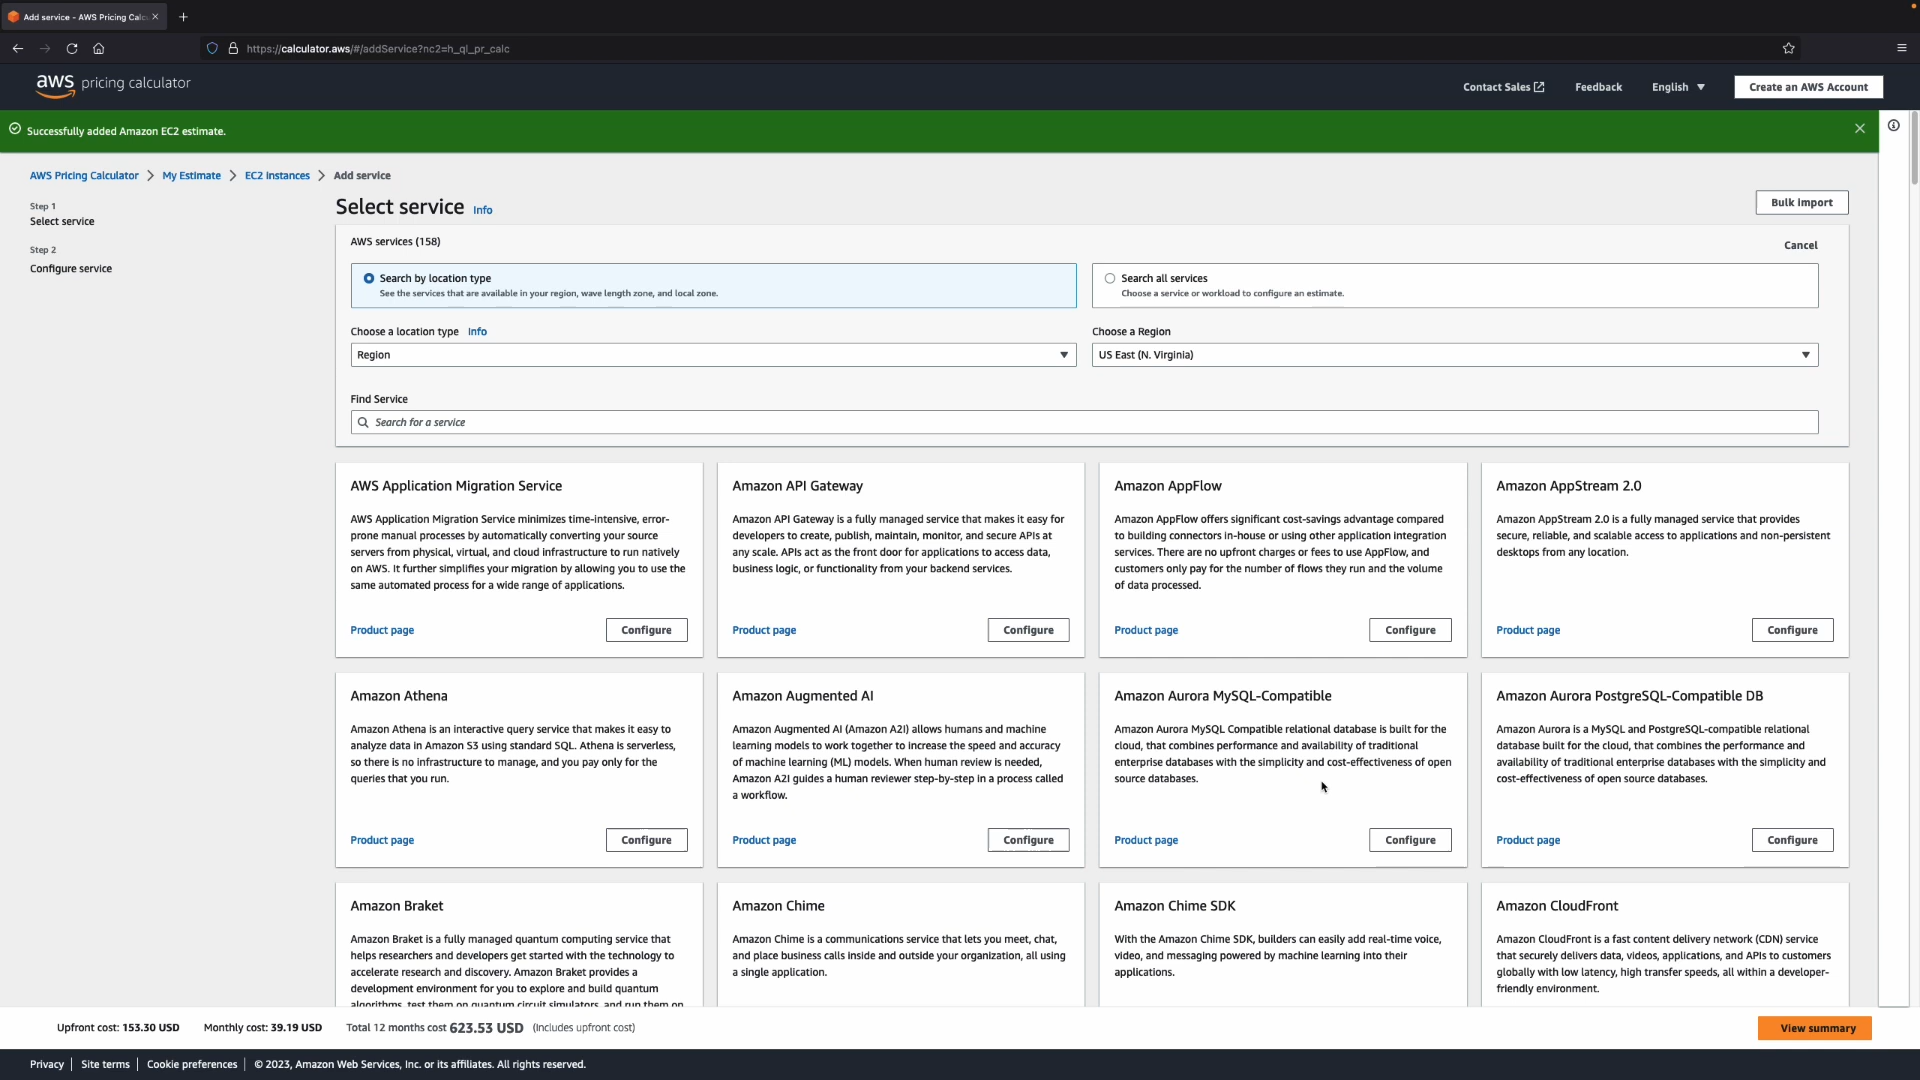 Add service - AWS Pricing Calc
https://calculator.aws/#/addService?nc2=h_ql_pr_calc
aws pricing calculator
Contact Sales
Feedback
English
Create an AWS Account
Successfully added Amazon EC2 estimate.
AWS Pricing Calculator
My Estimate
EC2 Instances
Add service
Step 1
Select service
Step 2
Configure service
Select service Info
Bulk import
AWS services (158)
Cancel
Search by location type
See the services that are available in your region, wave length zone, and local zone.
Search all services
Choose a service or workload to configure an estimate.
Choose a location type Info
Region
Choose a Region
US East (N. Virginia)
Find Service
Search for a service
AWS Application Migration Service
AWS Application Migration Service minimizes time-intensive, error-
prone manual processes by automatically converting your source
servers from physical, virtual, and cloud infrastructure to run natively
on AWS. It further simplifies your migration by allowing you to use the
same automated process for a wide range of applications.
Product page
Configure
Amazon API Gateway
Amazon API Gateway is a fully managed service that makes it easy for
developers to create, publish, maintain, monitor, and secure APIs at
any scale. APIs act as the front door for applications to access data,
business logic, or functionality from your backend services.
Product page
Configure
Amazon AppFlow
Amazon AppFlow offers significant cost-savings advantage compared
to building connectors in-house or using other application integration
services. There are no upfront charges or fees to use AppFlow, and
customers only pay for the number of flows they run and the volume
of data processed.
Product page
Configure
Amazon AppStream 2.0
Amazon AppStream 2.0 is a fully managed service that provides
secure, reliable, and scalable access to applications and non-persistent
desktops from any location.
Product page
Configure
Amazon Athena
Amazon Athena is an interactive query service that makes it easy to
analyze data in Amazon S3 using standard SQL. Athena is serverless,
so there is no infrastructure to manage, and you pay only for the
queries that you run.
Product page
Configure
Amazon Augmented AI
Amazon Augmented AI (Amazon A2I) allows humans and machine
learning models to work together to increase the speed and accuracy
of machine learning (ML) models. When human review is needed,
Amazon A2I guides a human reviewer step-by-step in a process called
a workflow.
Product page
Configure
Amazon Aurora MySQL-Compatible
Amazon Aurora MySQL Compatible relational database is built for the
cloud, that combines performance and availability of traditional
enterprise databases with the simplicity and cost-effectiveness of open
source databases.
Product page
Configure
Amazon Aurora PostgreSQL-Compatible DB
Amazon Aurora is a MySQL and PostgreSQL-compatible relational
database built for the cloud, that combines the performance and
availability of traditional enterprise databases with the simplicity and
cost-effectiveness of open source databases.
Product page
Configure
Amazon Braket
Amazon Braket is a fully managed quantum computing service that
helps researchers and developers get started with the technology to
accelerate research and discovery. Amazon Braket provides a
development environment for you to explore and build quantum
algorithms, test them on quantum circuit simulators, and run them on
Amazon Chime
Amazon Chime is a communications service that lets you meet, chat,
and place business calls inside and outside your organization, all using
a single application.
Amazon Chime SDK
With the Amazon Chime SDK, builders can easily add real-time voice,
video, and messaging powered by machine learning into their
applications.
Amazon CloudFront
Amazon CloudFront is a fast content delivery network (CDN) service
that securely delivers data, videos, applications, and APIs to customers
globally with low latency, high transfer speeds, all within a developer-
friendly environment.
Upfront cost: 153.30 USD
Monthly cost: 39.19 USD
Total 12 months cost 623.53 USD (Includes upfront cost)
View summary
Privacy
Site terms
Cookie preferences
© 2023, Amazon Web Services, Inc. or its affiliates. All rights reserved.